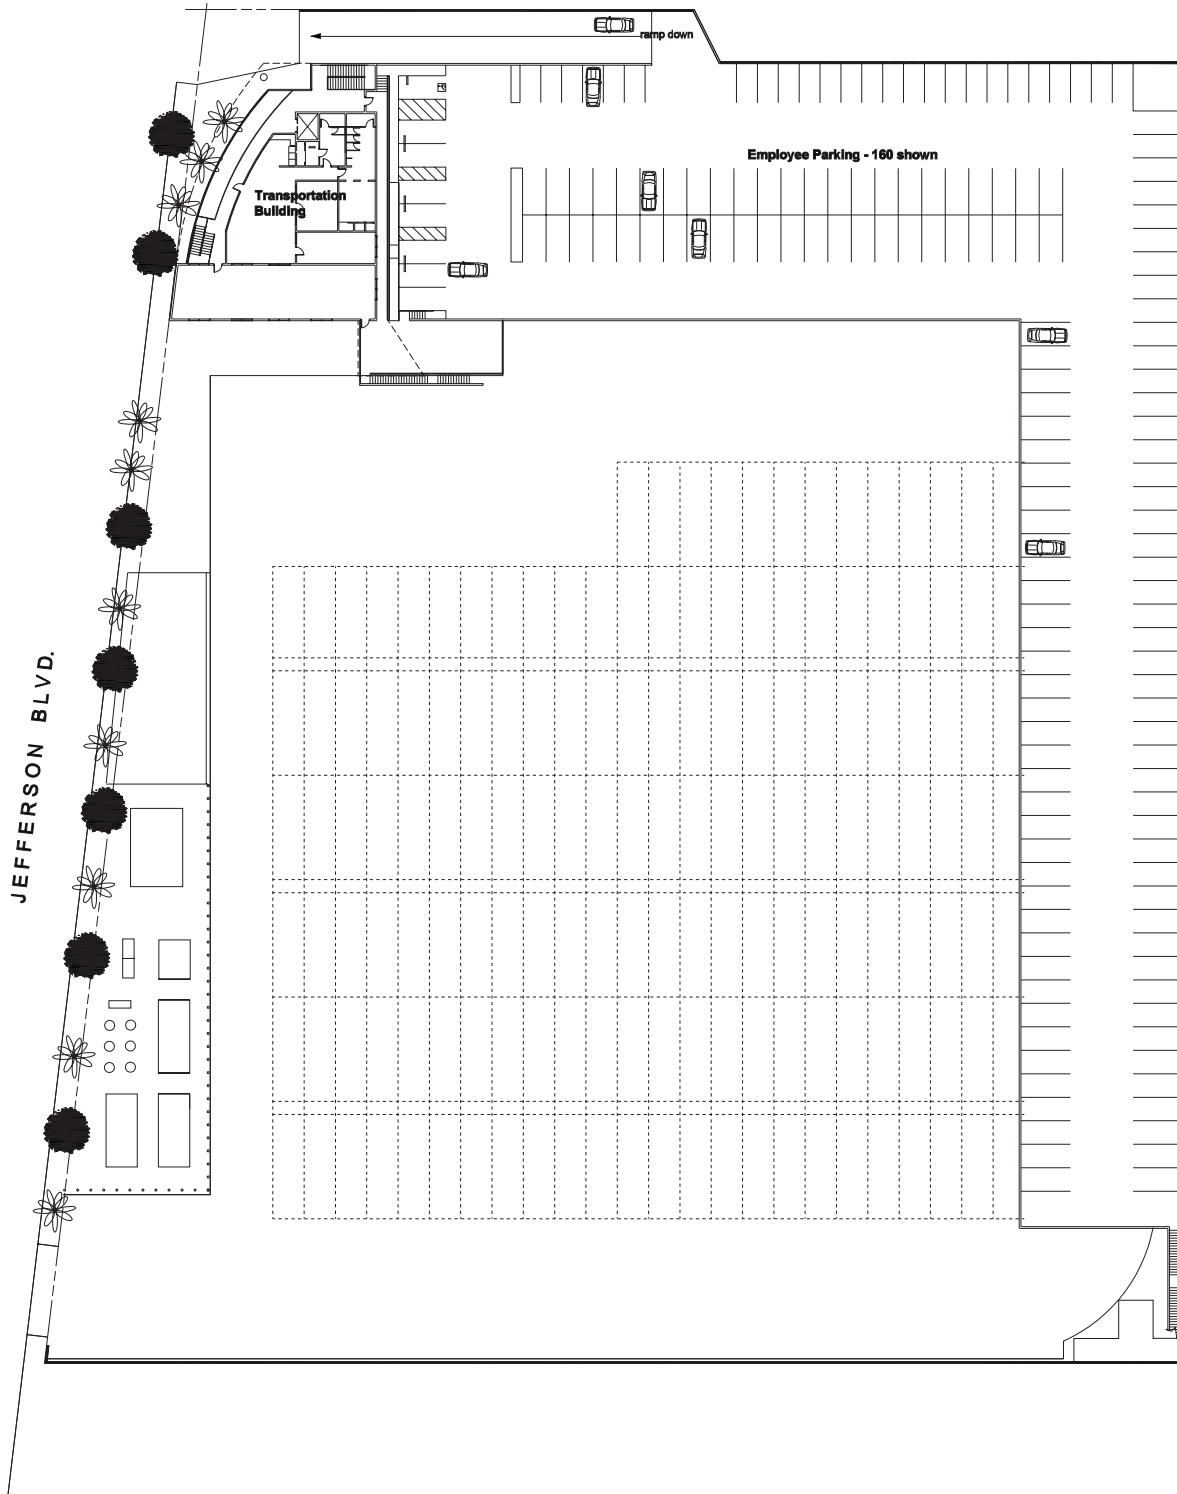 ramp down
Employee Parking - 160 shown
Transportation
Building
JEFFERSON BLVD.